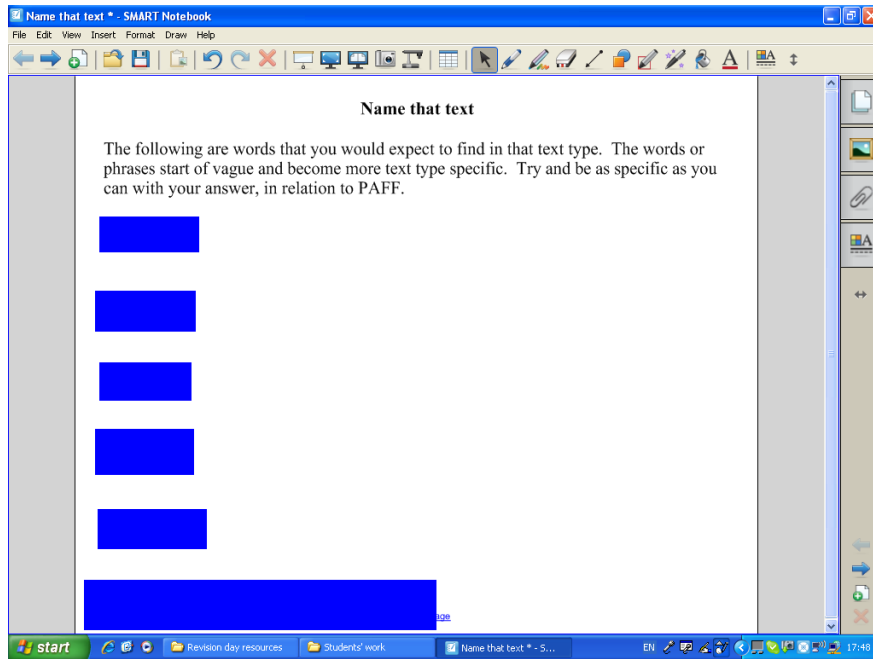 Name that text * - SMART Notebook
File Edit View Insert Format Draw Help
Name that text
The following are words that you would expect to find in that text type. The words or
phrases start of vague and become more text type specific. Try and be as specific as you
can with your answer, in relation to PAFF.
age
start Revision day resources Students' work Name that text * - S... EN 17:48